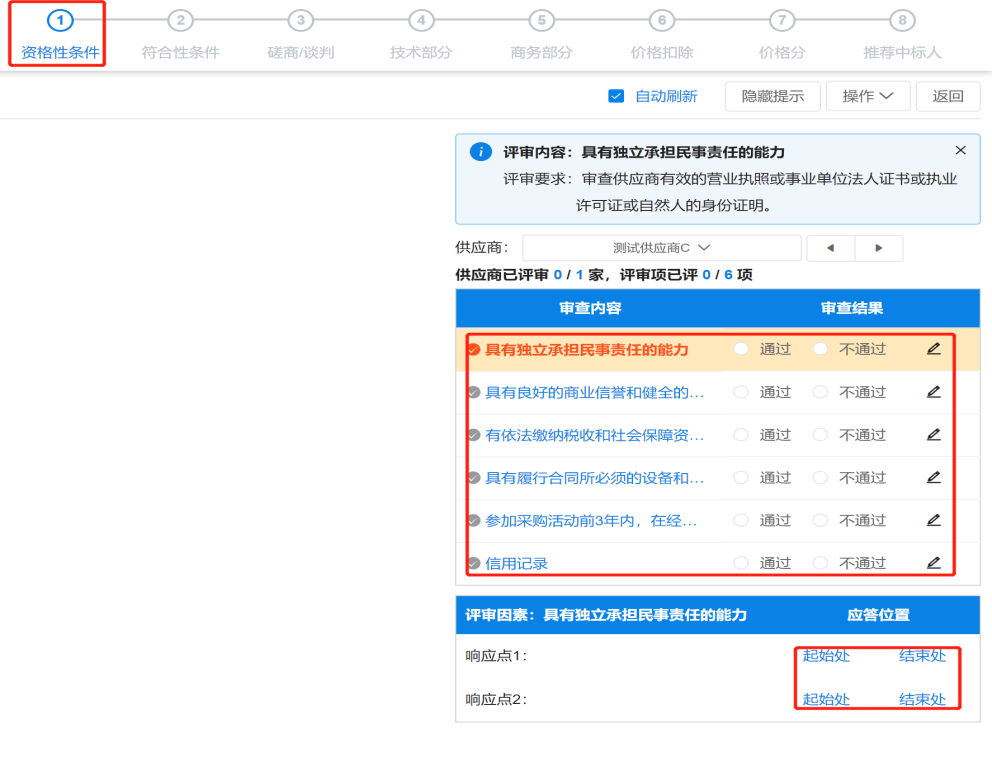 1 2 3 4 5 6 7 8
资格性条件 符合性条件 磋商/谈判 技术部分 商务部分 价格扣除 价格分 推荐中标人
自动刷新 隐藏提示 操作 返回
评审内容：具有独立承担民事责任的能力
评审要求：审查供应商有效的营业执照或事业单位法人证书或执业
许可证或自然人的身份证明。
供应商： 测试供应商C
供应商已评审 0 / 1 家，评审项已评 0 / 6 项
审查内容 审查结果
具有独立承担民事责任的能力 通过 不通过
具有良好的商业信誉和健全的... 通过 不通过
有依法缴纳税收和社会保障资... 通过 不通过
具有履行合同所必须的设备和... 通过 不通过
参加采购活动前3年内，在经... 通过 不通过
信用记录 通过 不通过
评审因素：具有独立承担民事责任的能力 应答位置
响应点1： 起始处 结束处
响应点2： 起始处 结束处